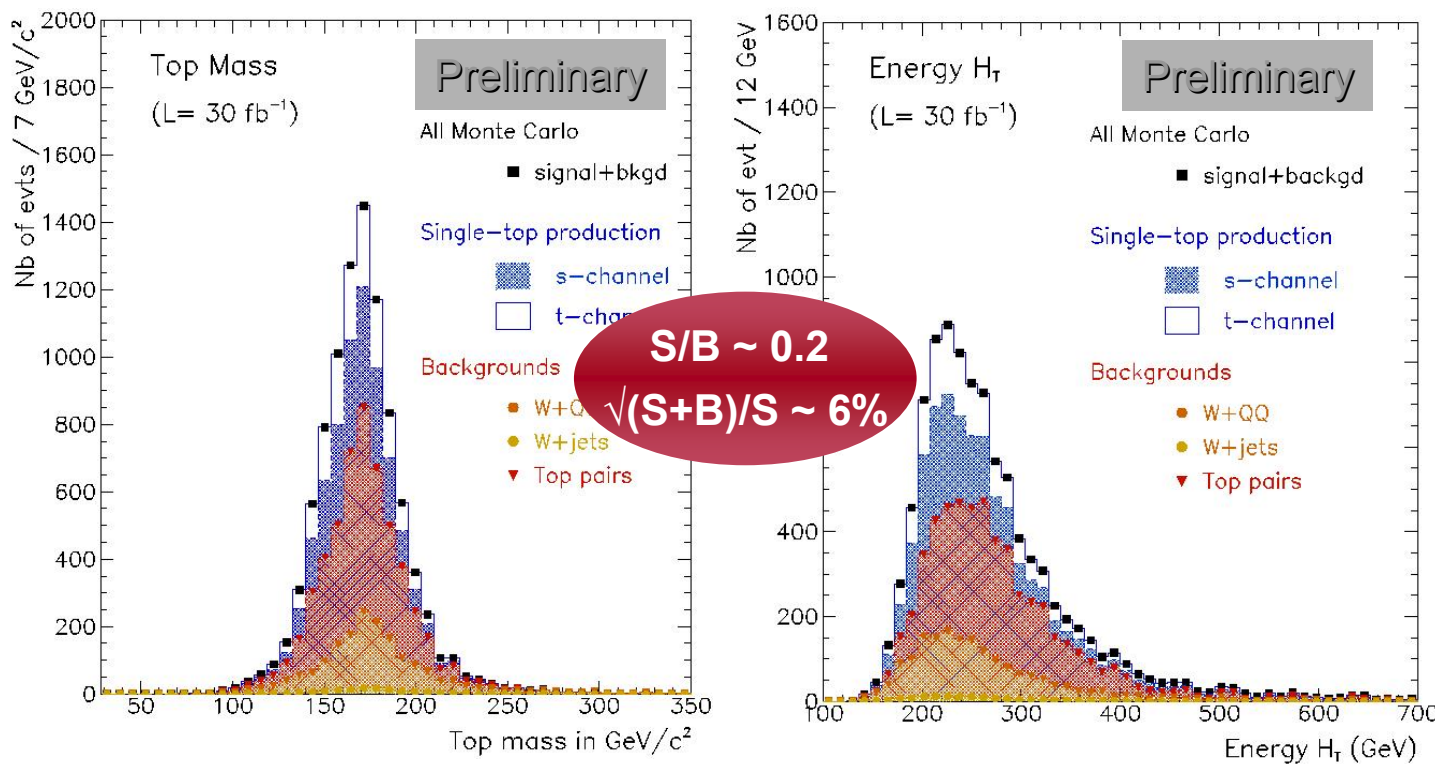 Top Mass
(L= 30 fb⁻¹)
Preliminary
All Monte Carlo
signal+bkgd
Single-top production
s-channel
t-chan
Backgrounds
W+Q
W+jets
Top pairs
Nb of evts / 7 GeV/c²
2000
1800
1600
1400
1200
1000
800
600
400
200
0
50
100
150
200
250
300
350
Top mass in GeV/c²
S/B ~ 0.2
√(S+B)/S ~ 6%
Energy H_T
(L= 30 fb⁻¹)
Preliminary
All Monte Carlo
signal+backgd
Single-top production
s-channel
t-channel
Backgrounds
W+QQ
W+jets
Top pairs
Nb of evt / 12 GeV
1600
1400
1200
1000
400
200
0
100
200
300
400
500
600
700
Energy H_T (GeV)